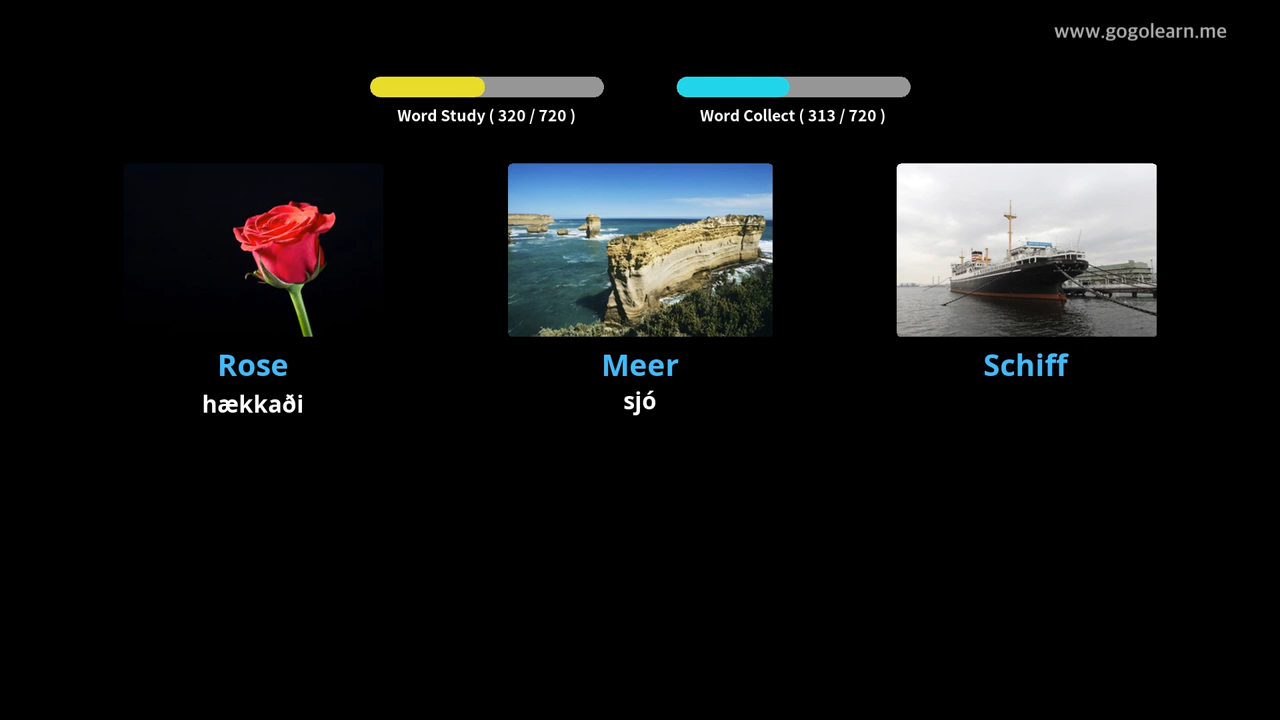 www.gogolearn.me
Word Study ( 320 / 720 )
Word Collect ( 313 / 720 )
Rose
hækkaði
Meer
sjó
Schiff